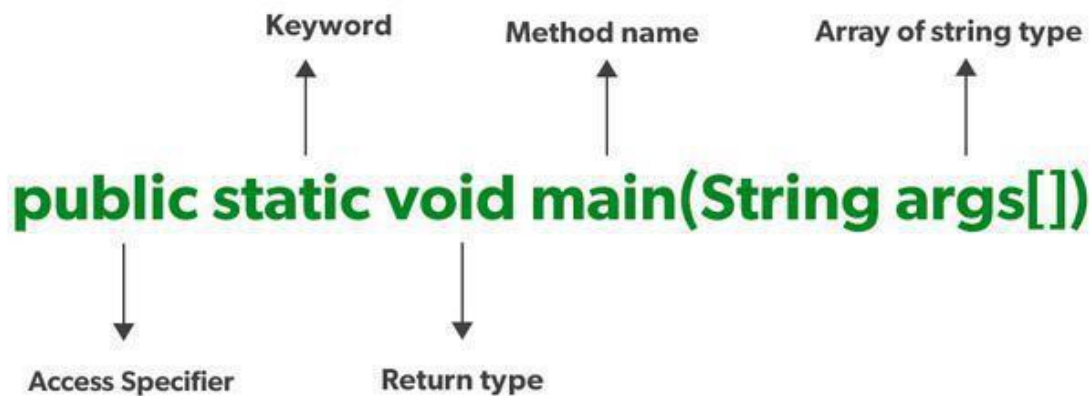 Keyword Method name Array of string type
public static void main(String args[])
Access Specifier Return type